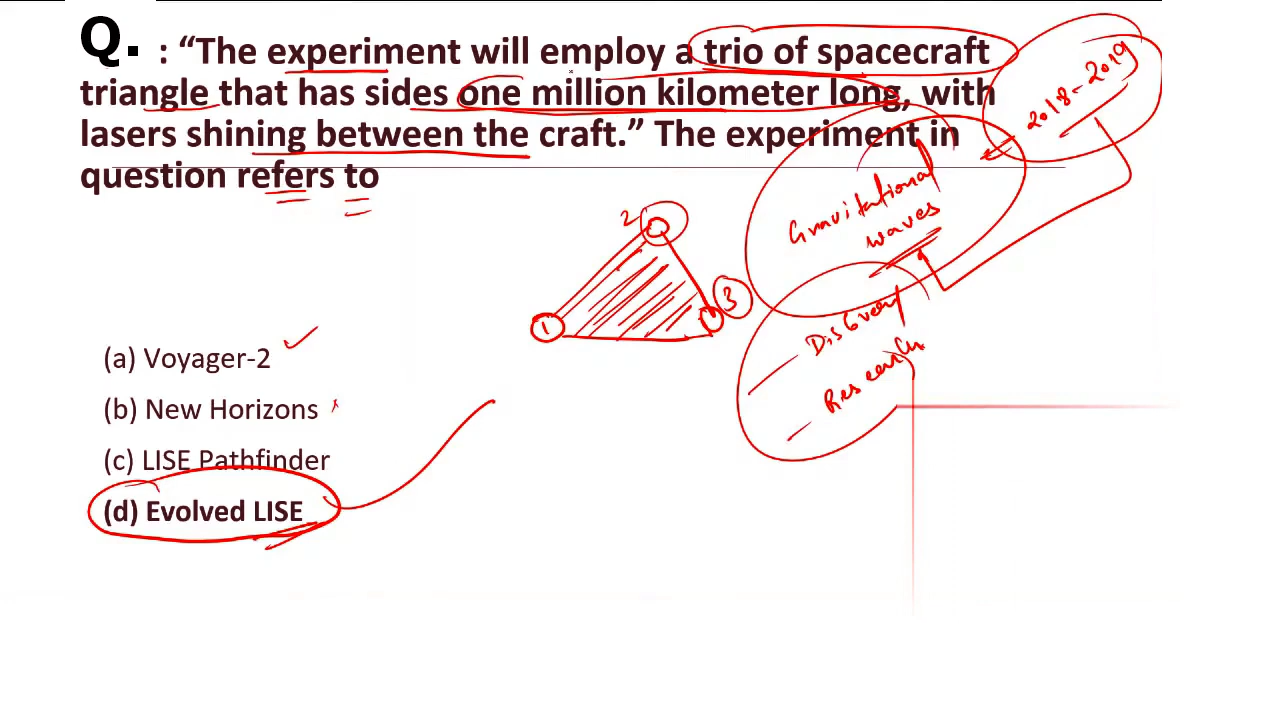 Q. : “The experiment will employ a trio of spacecraft
triangle that has sides one million kilometer long, with
lasers shining between the craft.” The experiment in
question refers to
2018-2019
Gravitational
waves
2
1
3
Discovery
Research
(a) Voyager-2
(b) New Horizons
(c) LISE Pathfinder
(d) Evolved LISE